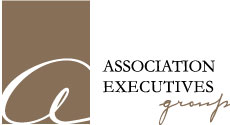 a
ASSOCIATION
EXECUTIVES
group